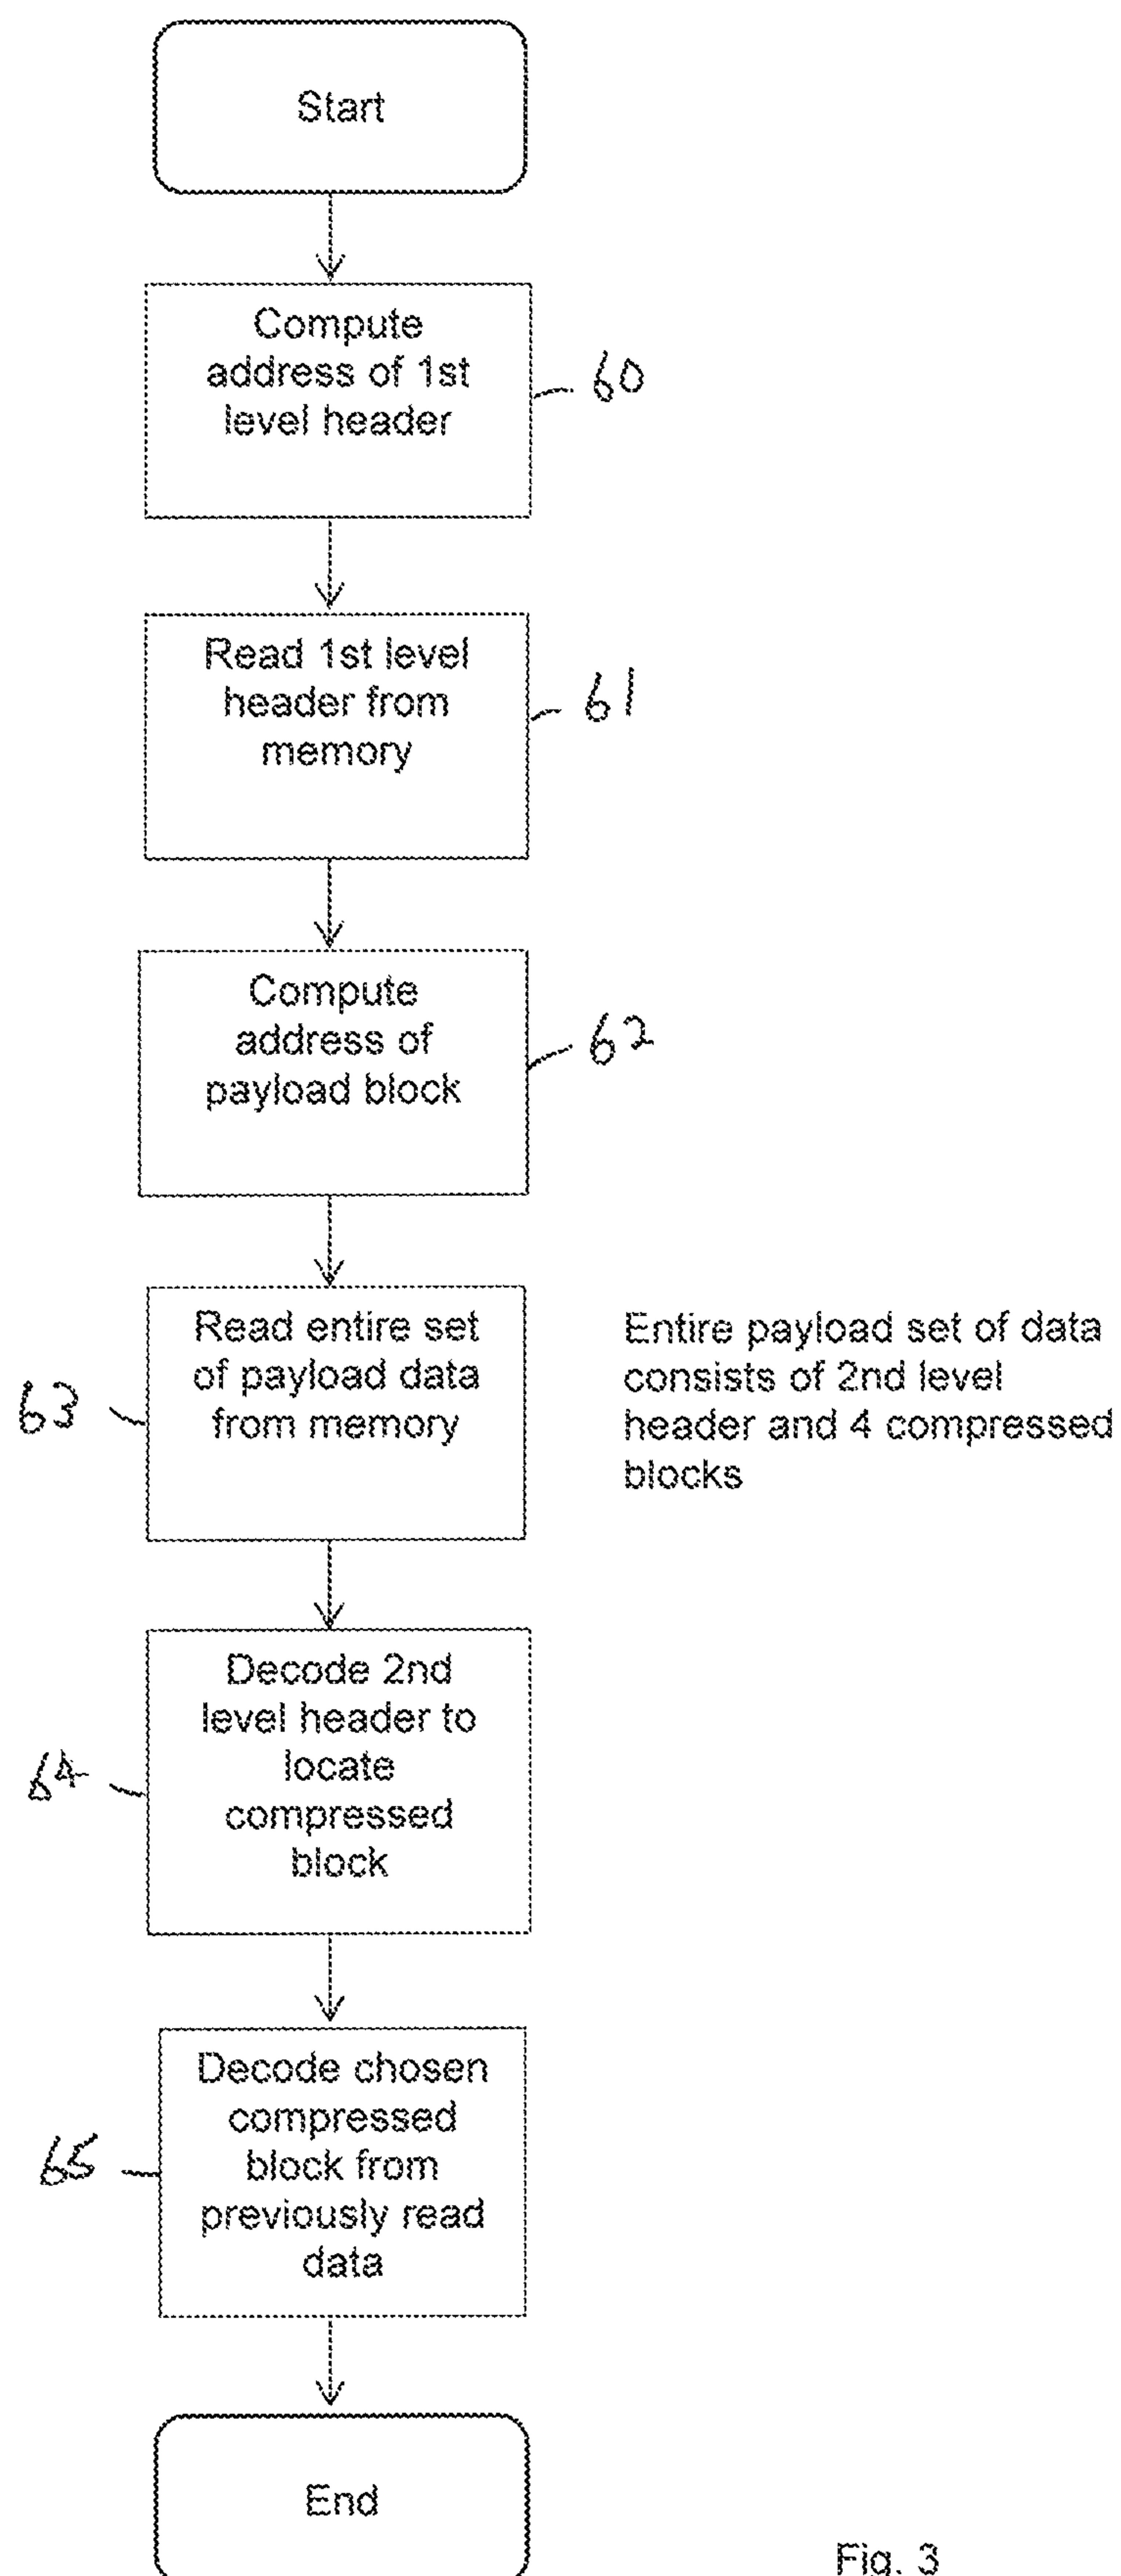 Start
Compute
address of 1st
level header
60
Read 1st level
header from
memory
61
Compute
address of
payload block
62
Read entire set
of payload data
from memory
63
Entire payload set of data
consists of 2nd level
header and 4 compressed
blocks
Decode 2nd
level header to
locate
compressed
block
64
Decode chosen
compressed
block from
previously read
data
65
End
Fig. 3